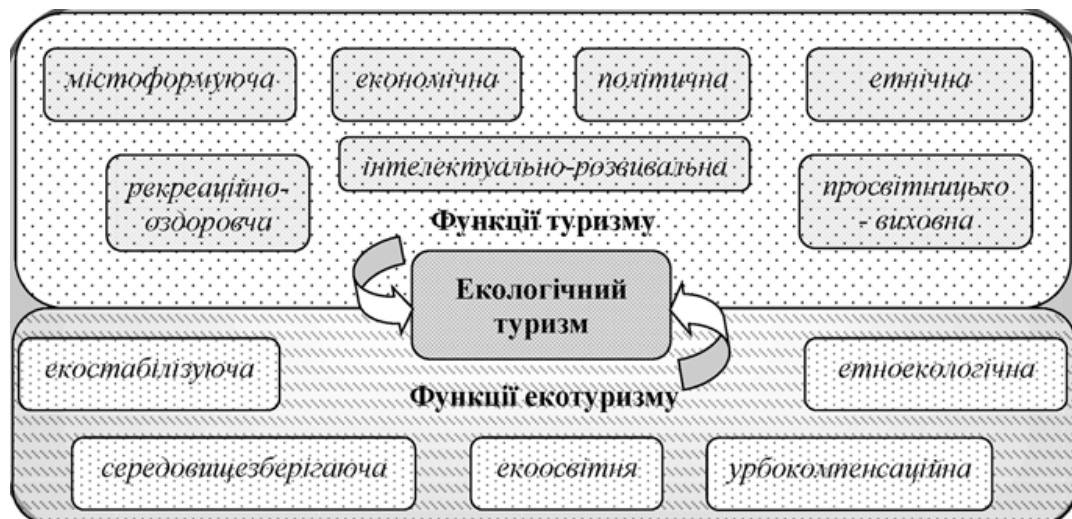 містоформуюча
економічна
політична
етнічна
інтелектуально-розвивальна
рекреаційно-
оздоровча
просвітницько
- виховна
Функції туризму
Екологічний
туризм
екостабілізуюча
етноекологічна
Функції екотуризму
середовищезберігаюча
екоосвітня
урбокомпенсаційна